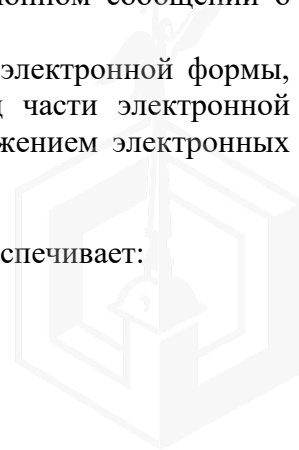 онном сообщении о
электронной формы,
части электронной
жением электронных
спечивает: